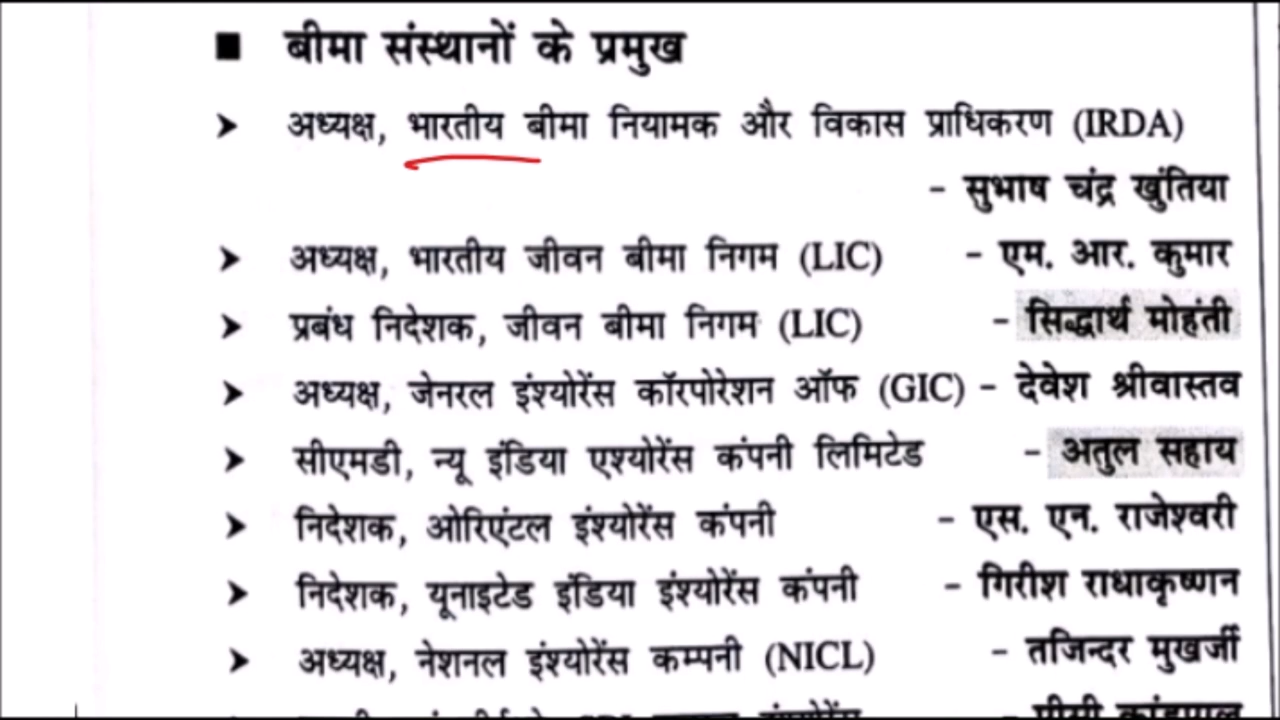 ■ बीमा संस्थानों के प्रमुख
➤ अध्यक्ष, भारतीय बीमा नियामक और विकास प्राधिकरण (IRDA)
- सुभाष चंद्र खुंतिया
➤ अध्यक्ष, भारतीय जीवन बीमा निगम (LIC) - एम. आर. कुमार
➤ प्रबंध निदेशक, जीवन बीमा निगम (LIC) - सिद्धार्थ मोहंती
➤ अध्यक्ष, जेनरल इंश्योरेंस कॉरपोरेशन ऑफ (GIC) - देवेश श्रीवास्तव
➤ सीएमडी, न्यू इंडिया एश्योरेंस कंपनी लिमिटेड - अतुल सहाय
➤ निदेशक, ओरिएंटल इंश्योरेंस कंपनी - एस. एन. राजेश्वरी
➤ निदेशक, यूनाइटेड इंडिया इंश्योरेंस कंपनी - गिरीश राधाकृष्णन
➤ अध्यक्ष, नेशनल इंश्योरेंस कम्पनी (NICL) - तजिन्दर मुखर्जी